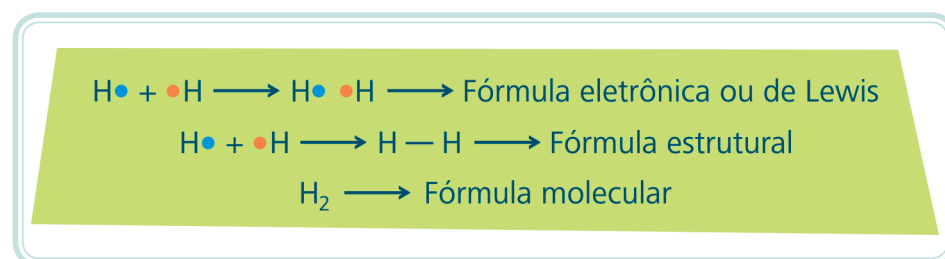 H• + •H ⟶ H• •H ⟶ Fórmula eletrônica ou de Lewis
H• + •H ⟶ H — H ⟶ Fórmula estrutural
H₂ ⟶ Fórmula molecular